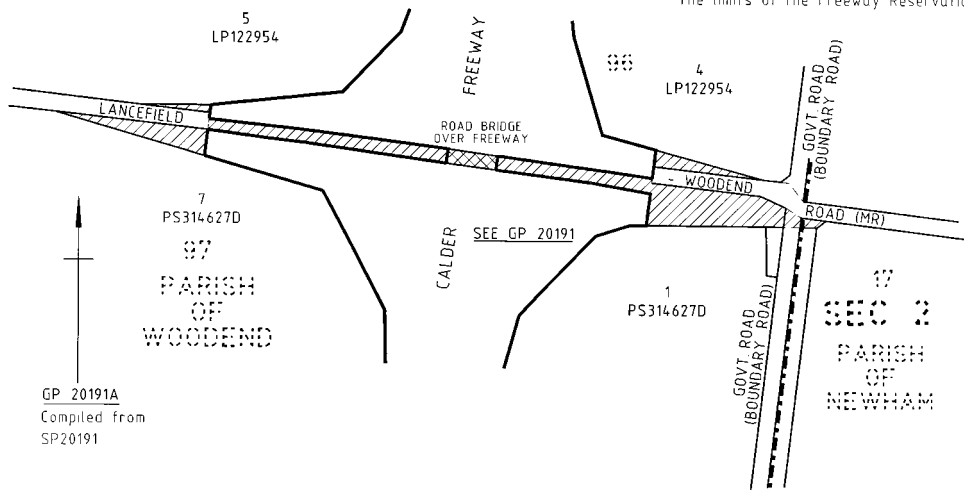 The limits of the Freeway
5
LP122954
FREEWAY
96
4
LP122954
GOVT. ROAD
(BOUNDARY ROAD)
LANCEFIELD
ROAD BRIDGE
OVER FREEWAY
- WOODEND
ROAD (MR)
7
PS314627D
97
PARISH
OF
WOODEND
CALDER
SEE GP 20191
1
PS314627D
GOVT. ROAD
(BOUNDARY ROAD)
17
SEC 2
PARISH
OF
NEWHAM
GP 20191A
Compiled from
SP20191